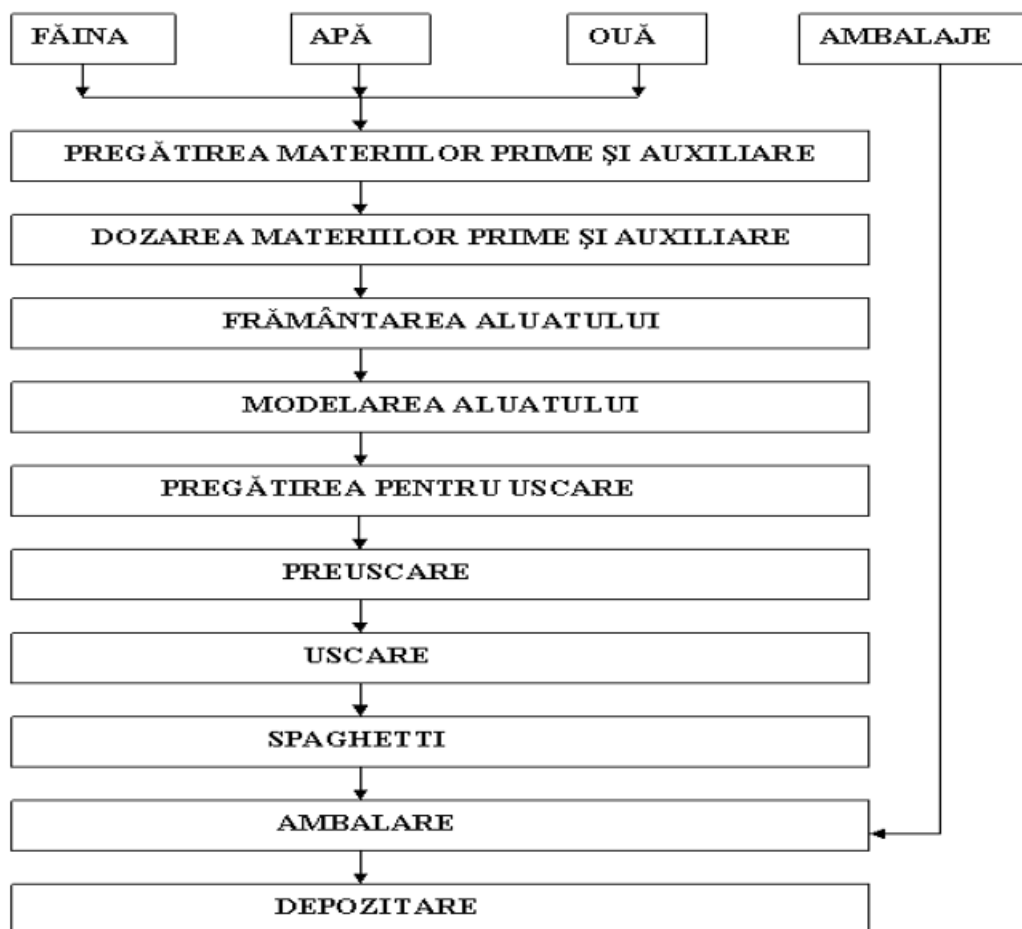 FĂINA
APĂ
OUĂ
AMBALAJE
PREGĂTIREA MATERIILOR PRIME ŞI AUXILIARE
DOZAREA MATERIILOR PRIME ŞI AUXILIARE
FRĂMÂNTAREA ALUATULUI
MODELAREA ALUATULUI
PREGĂTIREA PENTRU USCARE
PREUSCARE
USCARE
SPAGHETTI
AMBALARE
DEPOZITARE